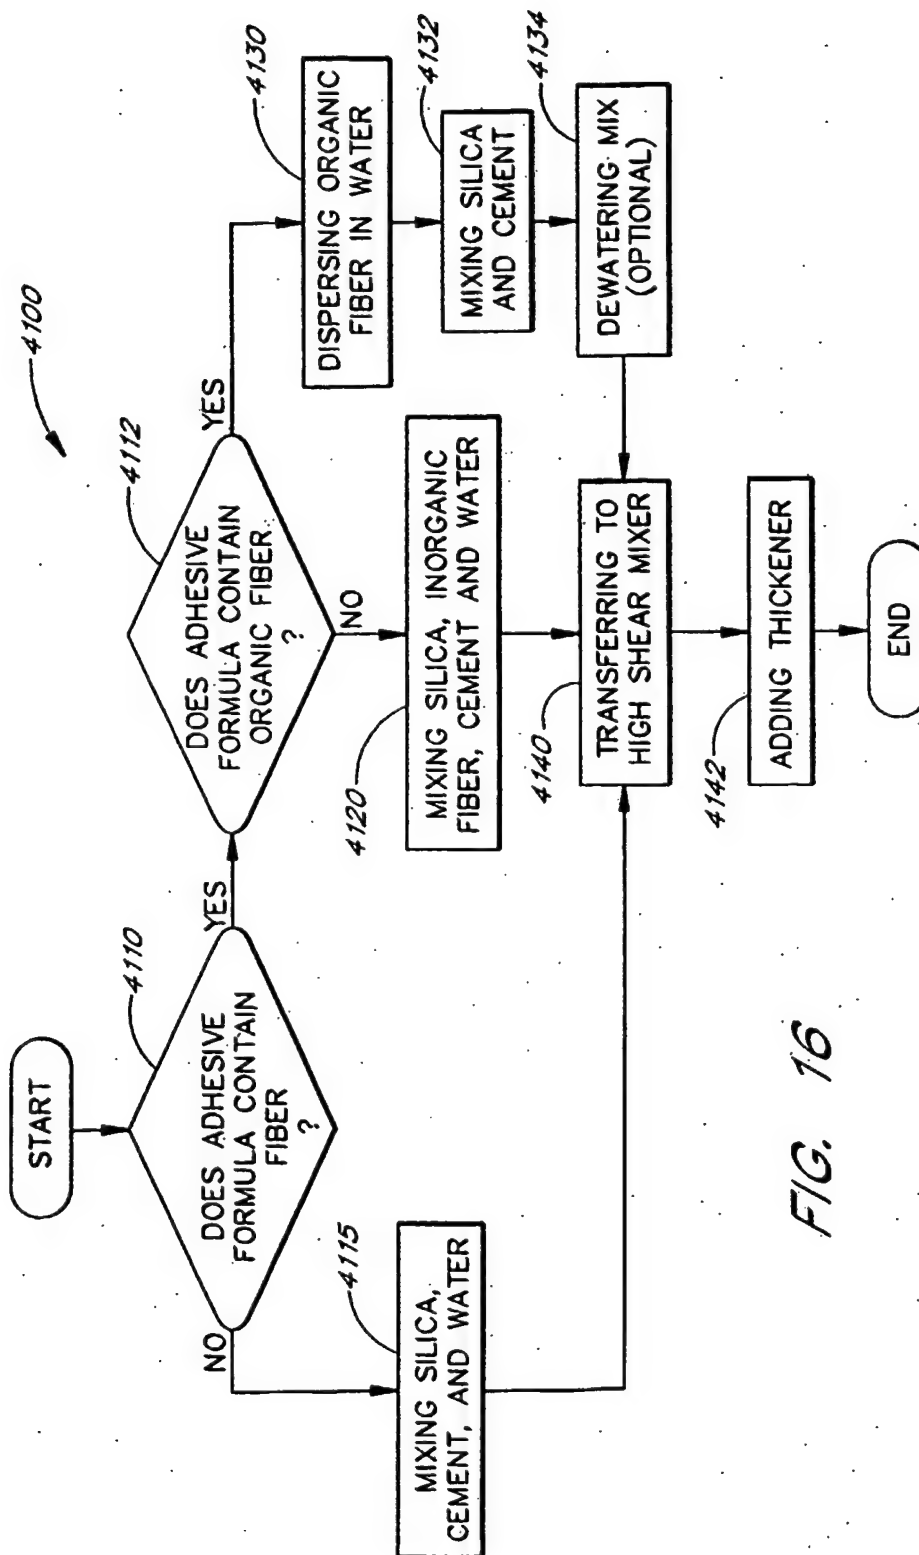 4100
START
4110
DOES ADHESIVE
FORMULA CONTAIN
FIBER
?
NO
YES
4112
DOES ADHESIVE
FORMULA CONTAIN
ORGANIC FIBER
?
YES
NO
4115
MIXING SILICA,
CEMENT, AND WATER
4120
MIXING SILICA, INORGANIC
FIBER, CEMENT AND WATER
4130
DISPERSING ORGANIC
FIBER IN WATER
4132
MIXING SILICA
AND CEMENT
4134
DEWATERING MIX
(OPTIONAL)
4140
TRANSFERRING TO
HIGH SHEAR MIXER
4142
ADDING THICKENER
END
FIG. 16